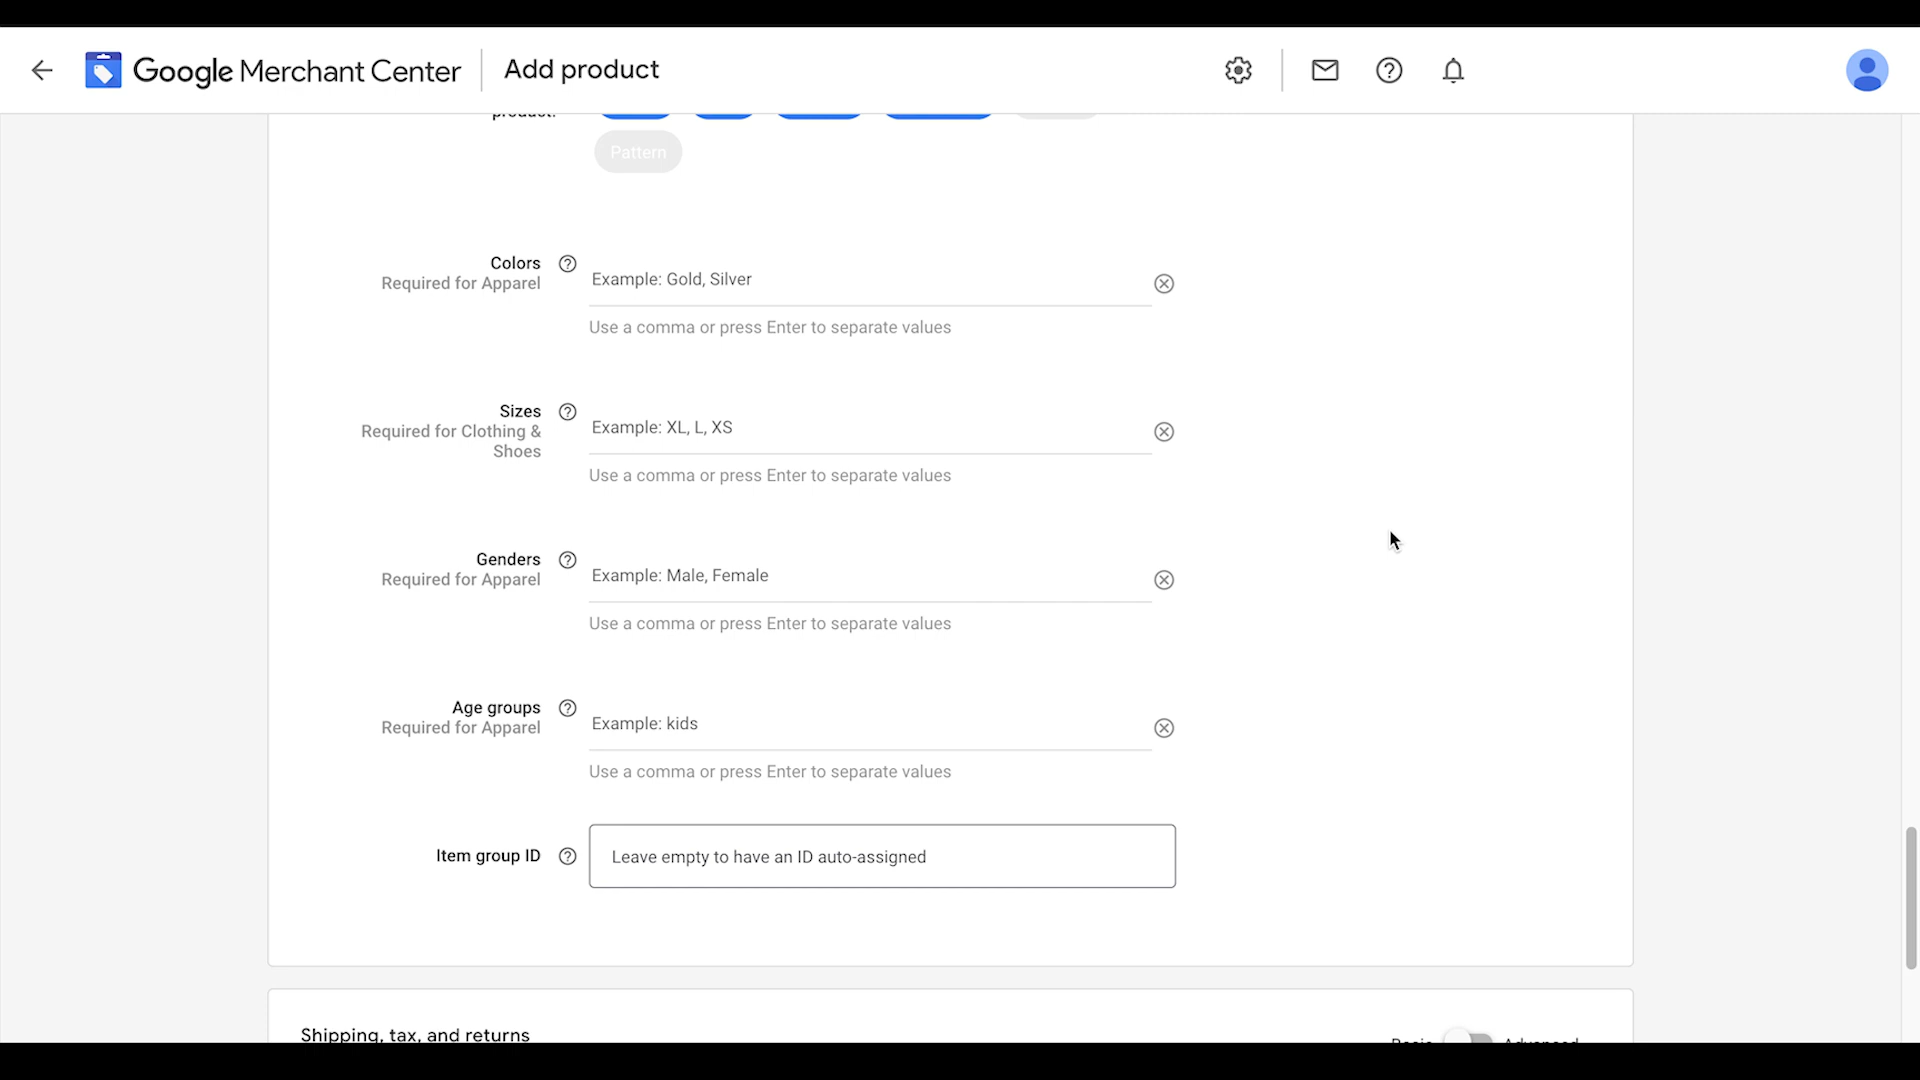 Google Merchant Center
Add product
product:
Pattern
Colors
Required for Apparel
Example: Gold, Silver
Use a comma or press Enter to separate values
Sizes
Required for Clothing &
Shoes
Example: XL, L, XS
Use a comma or press Enter to separate values
Genders
Required for Apparel
Example: Male, Female
Use a comma or press Enter to separate values
Age groups
Required for Apparel
Example: kids
Use a comma or press Enter to separate values
Item group ID
Leave empty to have an ID auto-assigned
Shipping, tax, and returns
Basic
Advanced